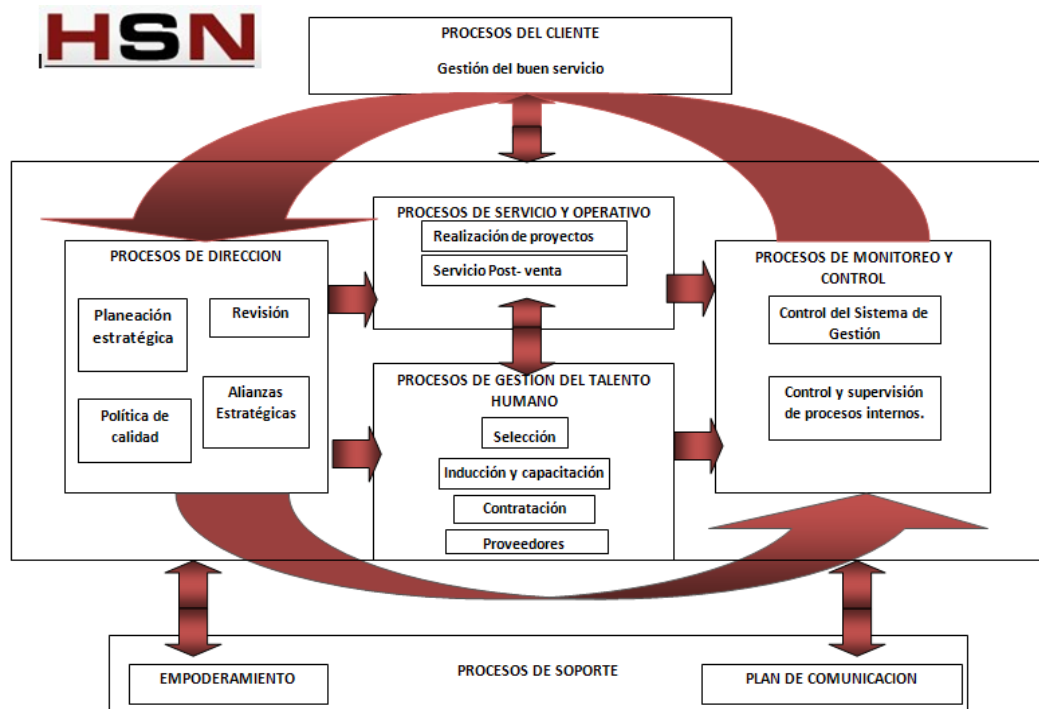 HSN
PROCESOS DEL CLIENTE
Gestión del buen servicio
PROCESOS DE DIRECCION
Planeación
estratégica
Revisión
Política de
calidad
Alianzas
Estratégicas
PROCESOS DE SERVICIO Y OPERATIVO
Realización de proyectos
Servicio Post- venta
PROCESOS DE GESTION DEL TALENTO
HUMANO
Selección
Inducción y capacitación
Contratación
Proveedores
PROCESOS DE MONITOREO Y
CONTROL
Control del Sistema de
Gestión
Control y supervisión
de procesos internos.
EMPODERAMIENTO
PROCESOS DE SOPORTE
PLAN DE COMUNICACION